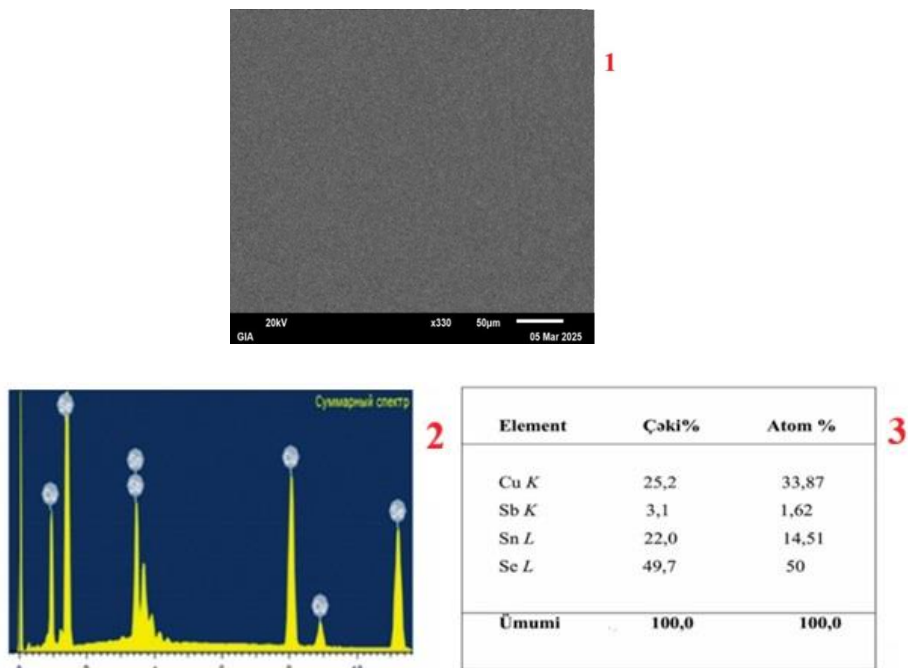 1
20kV x330 50µm
GIA 05 Mar 2025
Суммарный спектр
2
Element Çəki% Atom %
Cu K 25,2 33,87
Sb K 3,1 1,62
Sn L 22,0 14,51
Se L 49,7 50
Ümumi 100,0 100,0
3